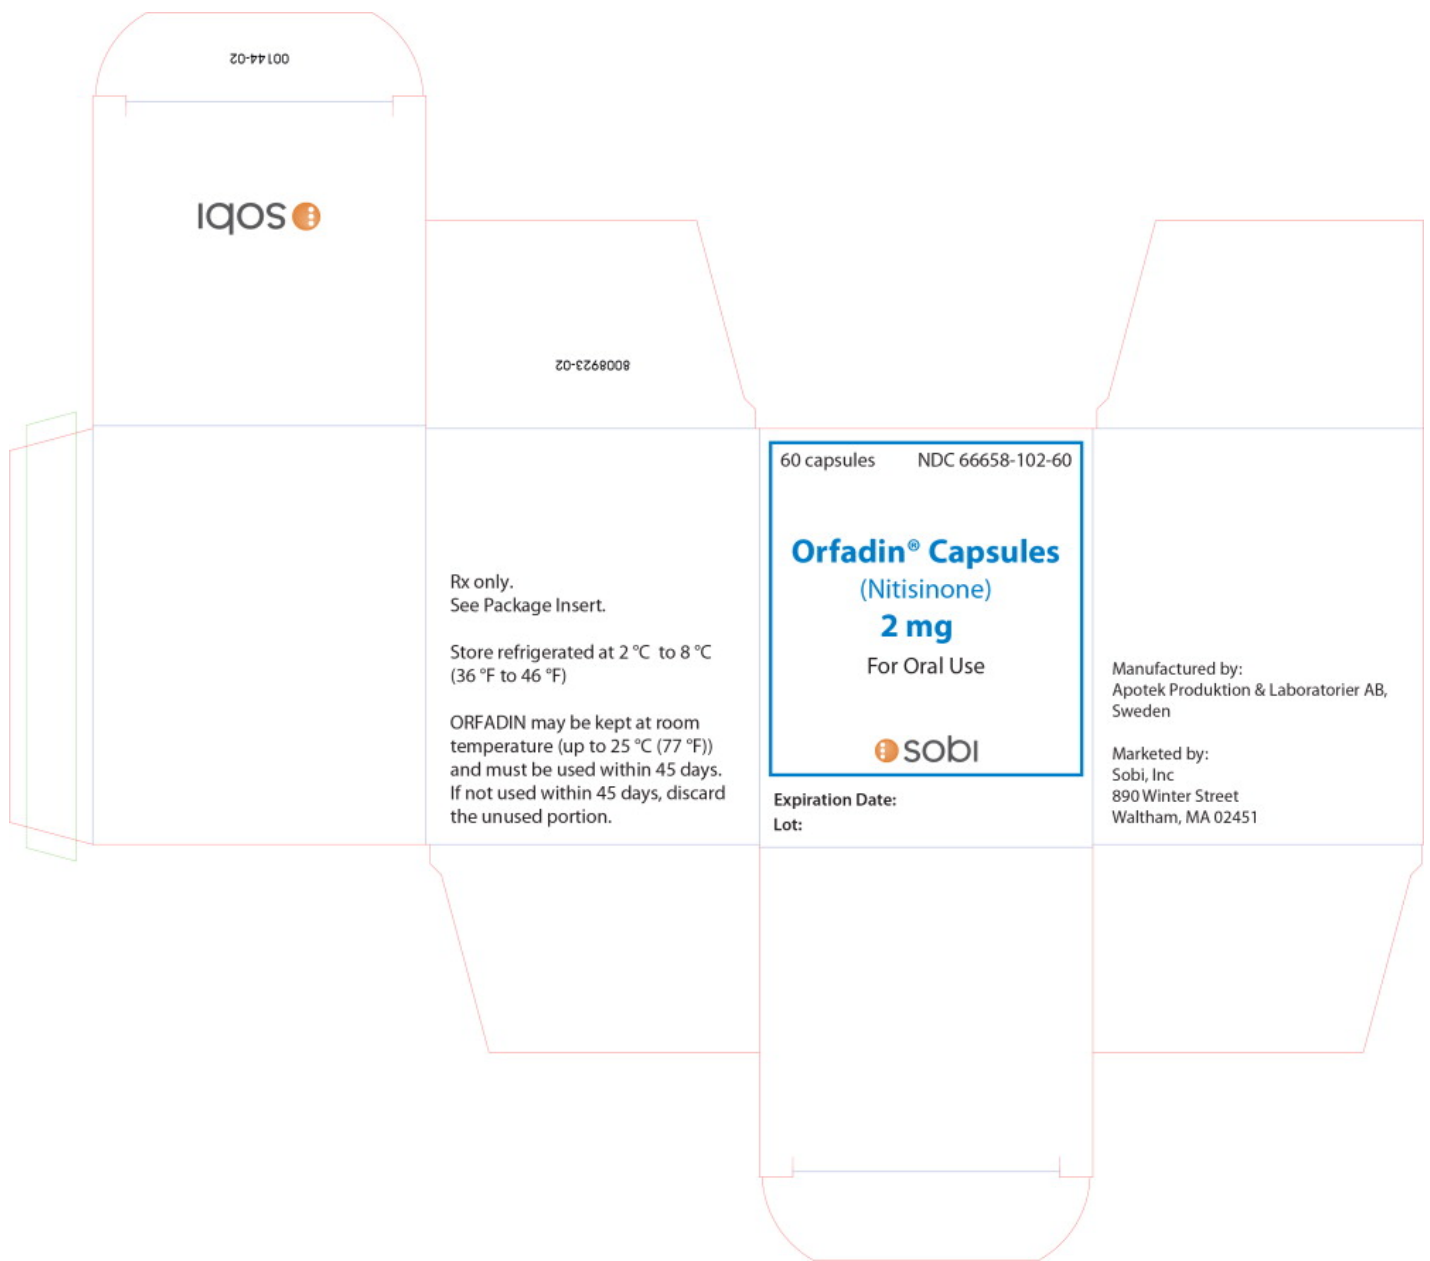 00144-02
sobi
8008923-02
Rx only.
See Package Insert.
Store refrigerated at 2 °C to 8 °C
(36 °F to 46 °F)
ORFADIN may be kept at room
temperature (up to 25 °C (77 °F))
and must be used within 45 days.
If not used within 45 days, discard
the unused portion.
60 capsules NDC 66658-102-60
Orfadin® Capsules
(Nitisinone)
2 mg
For Oral Use
sobi
Expiration Date:
Lot:
Manufactured by:
Apotek Produktion & Laboratorier AB,
Sweden
Marketed by:
Sobi, Inc
890 Winter Street
Waltham, MA 02451